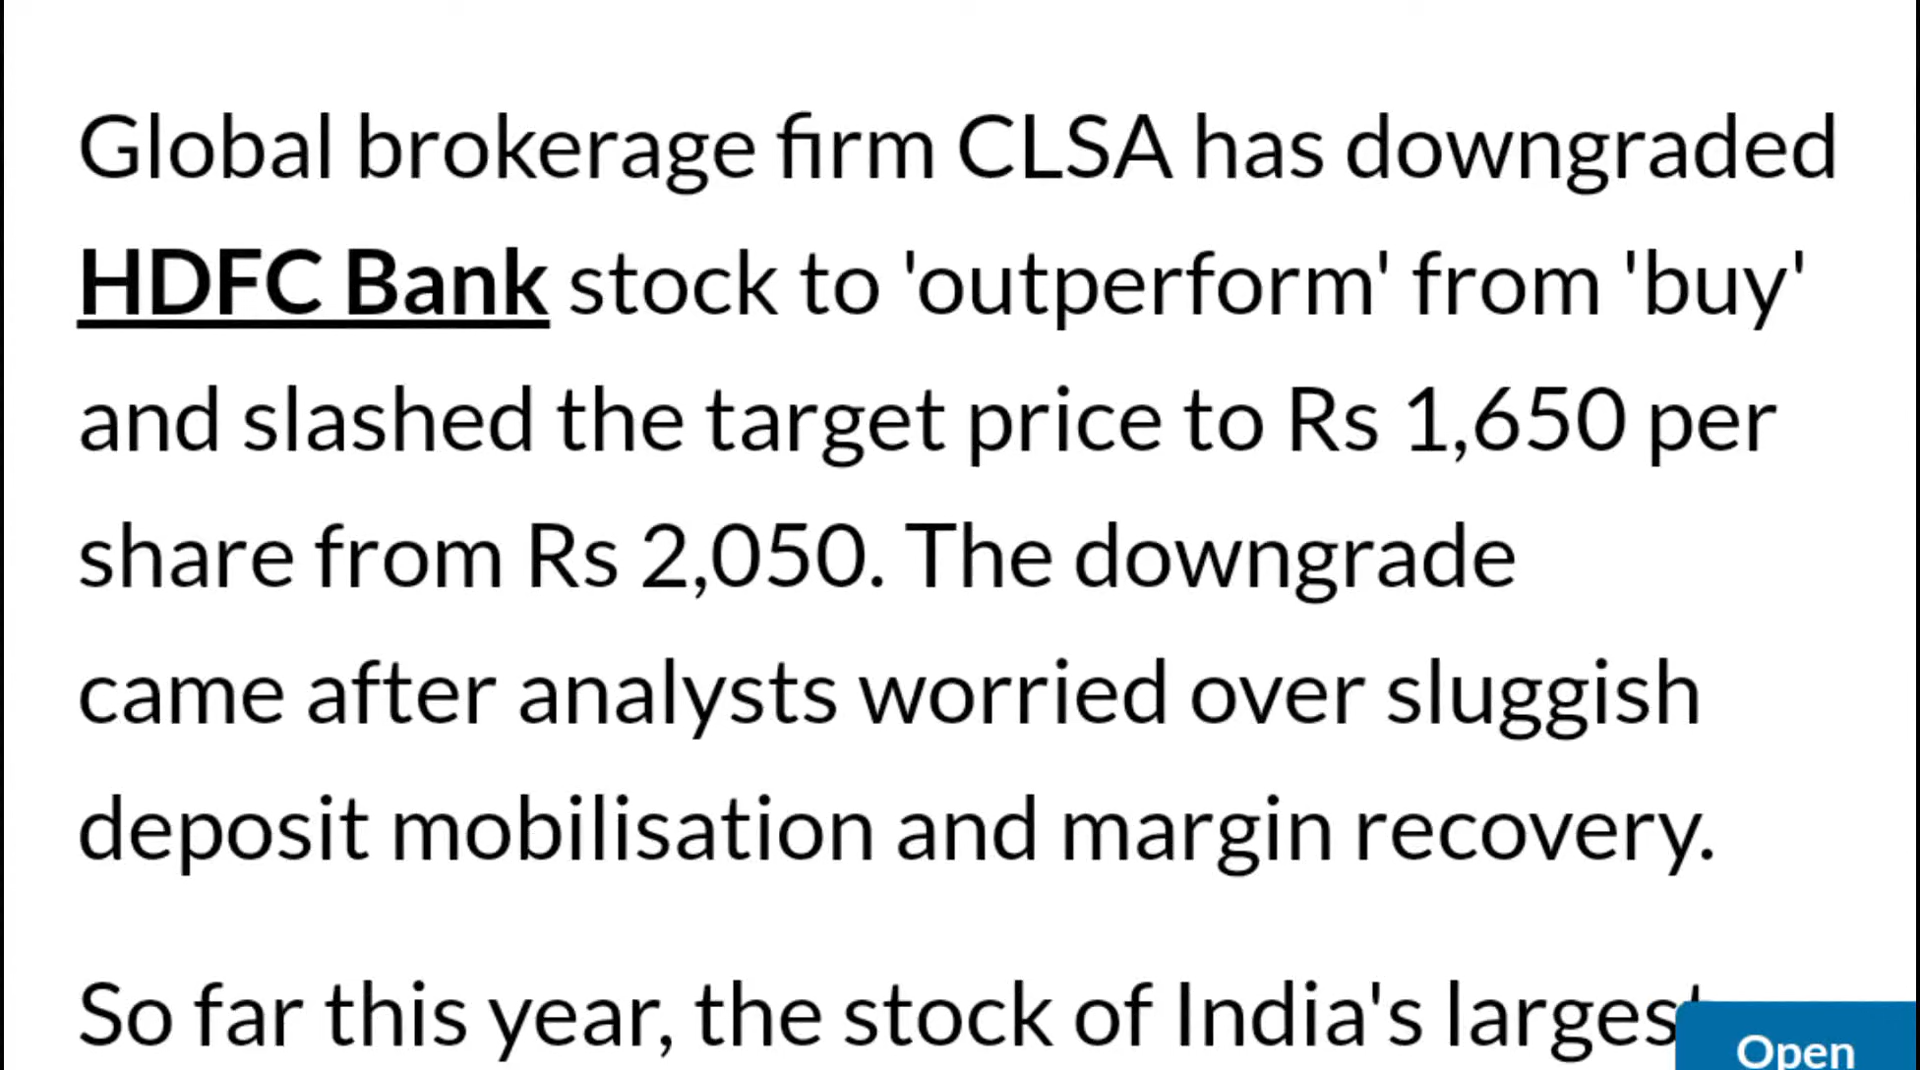 Global brokerage firm CLSA has downgraded
HDFC Bank stock to 'outperform' from 'buy'
and slashed the target price to Rs 1,650 per
share from Rs 2,050. The downgrade
came after analysts worried over sluggish
deposit mobilisation and margin recovery.
So far this year, the stock of India's largest
Open